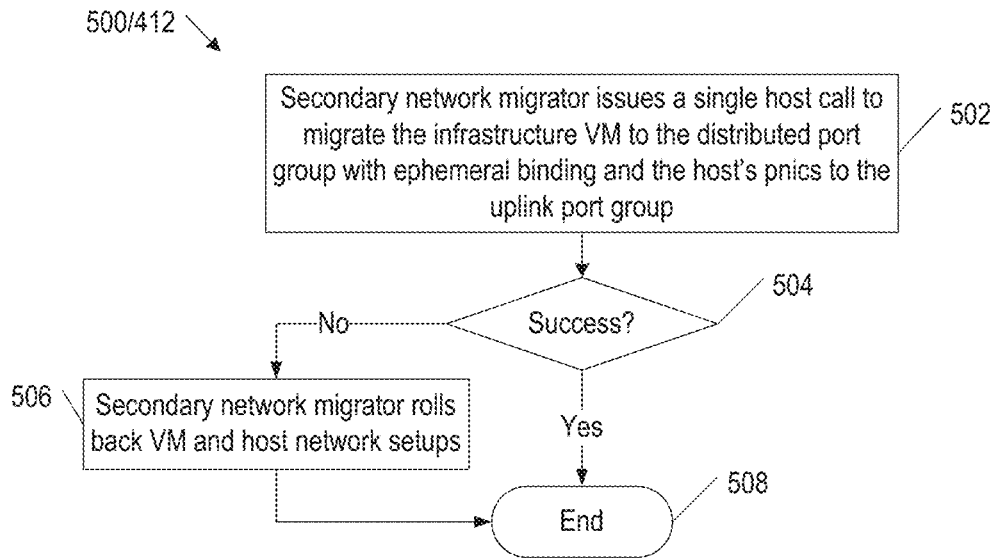 500/412
Secondary network migrator issues a single host call to
migrate the infrastructure VM to the distributed port
group with ephemeral binding and the host's pnics to the
uplink port group
502
Success?
504
No
Yes
506
Secondary network migrator rolls
back VM and host network setups
End
508